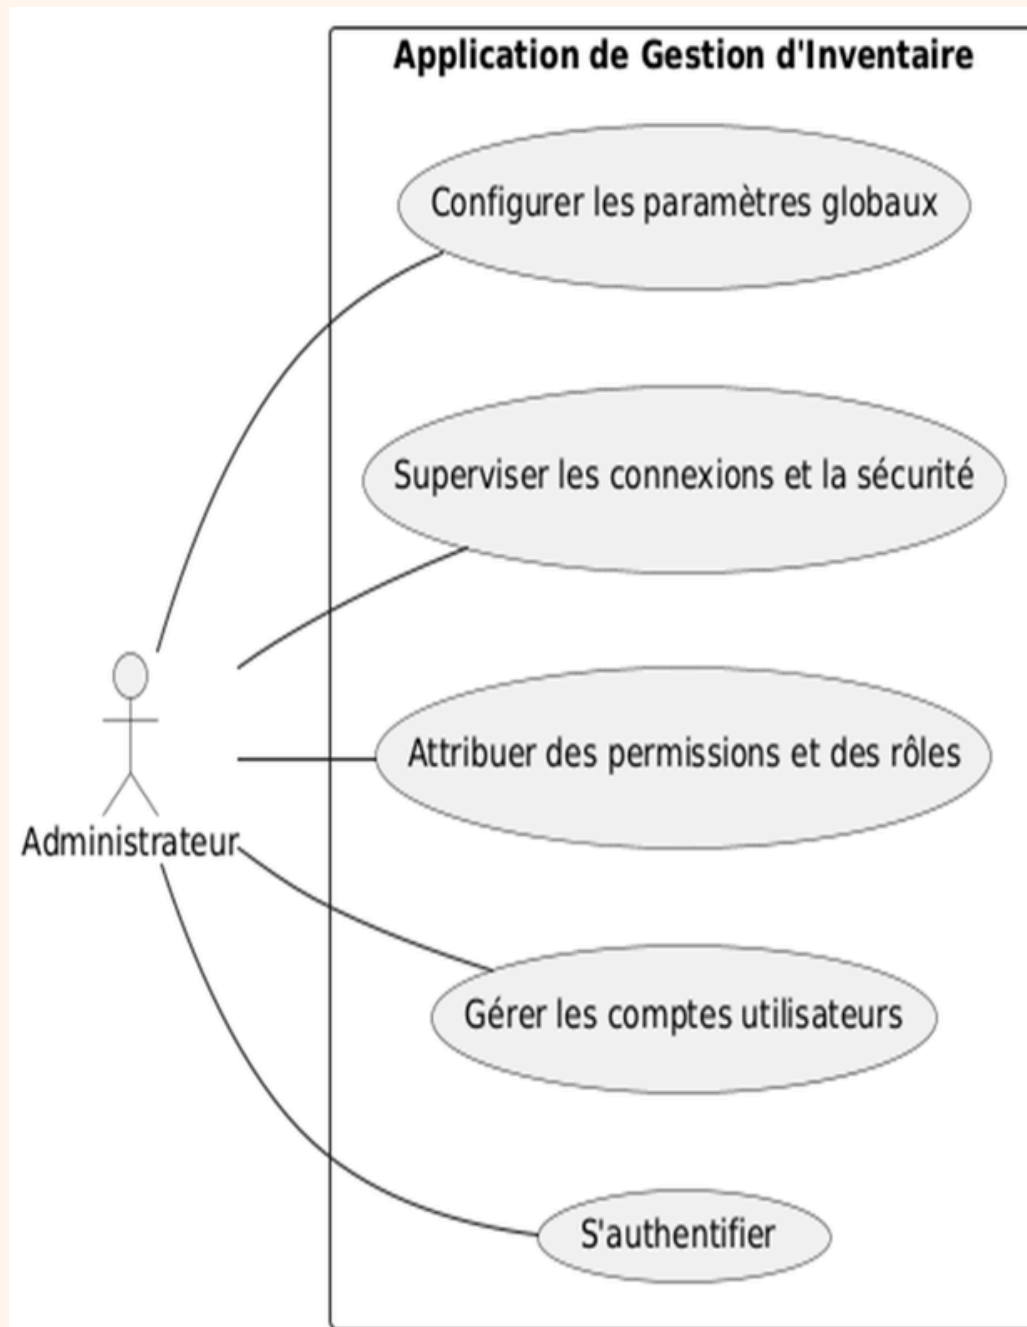 Application de Gestion d'Inventaire
Configurer les paramètres globaux
Superviser les connexions et la sécurité
Attribuer des permissions et des rôles
Administrateur
Gérer les comptes utilisateurs
S'authentifier